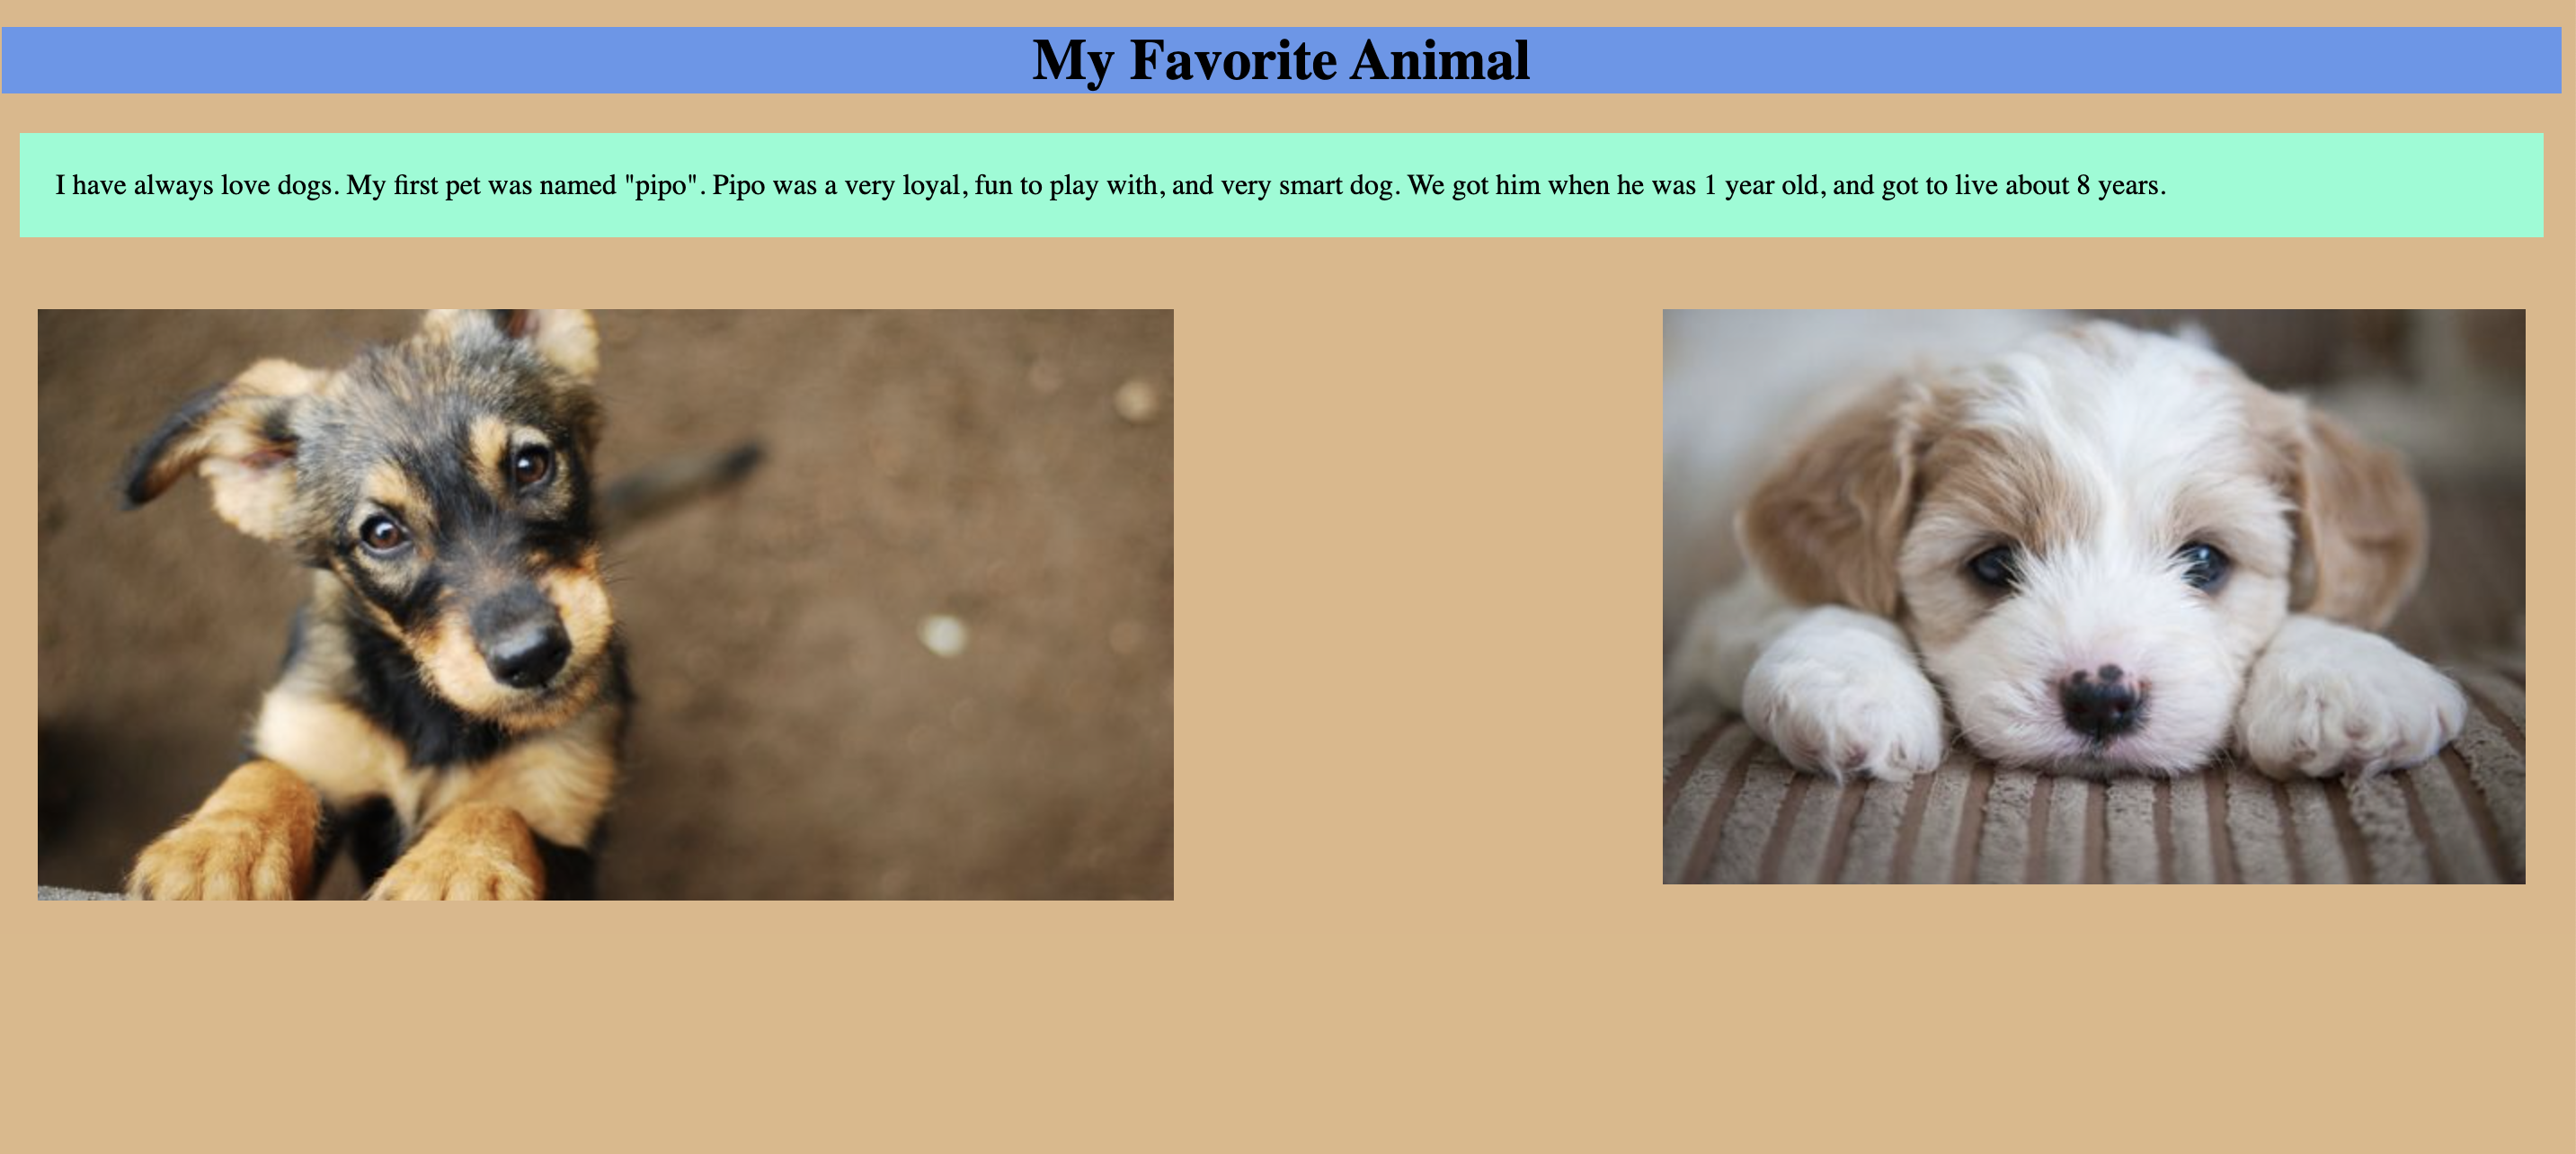 My Favorite Animal
I have always love dogs. My first pet was named "pipo". Pipo was a very loyal, fun to play with, and very smart dog. We got him when he was 1 year old, and got to live about 8 years.